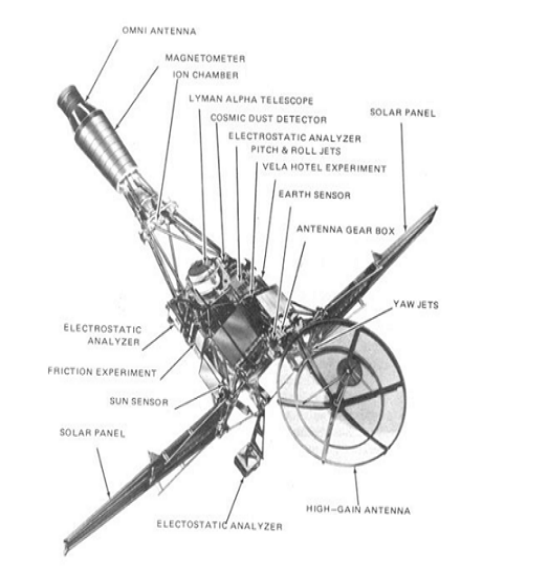 OMNI ANTENNA
MAGNETOMETER
ION CHAMBER
LYMAN ALPHA TELESCOPE
SOLAR PANEL
COSMIC DUST DETECTOR
ELECTROSTATIC ANALYZER
PITCH & ROLL JETS
VELA HOTEL EXPERIMENT
EARTH SENSOR
ANTENNA GEAR BOX
YAW JETS
ELECTROSTATIC
ANALYZER
FRICTION EXPERIMENT
SUN SENSOR
SOLAR PANEL
HIGH-GAIN ANTENNA
ELECTOSTATIC ANALYZER